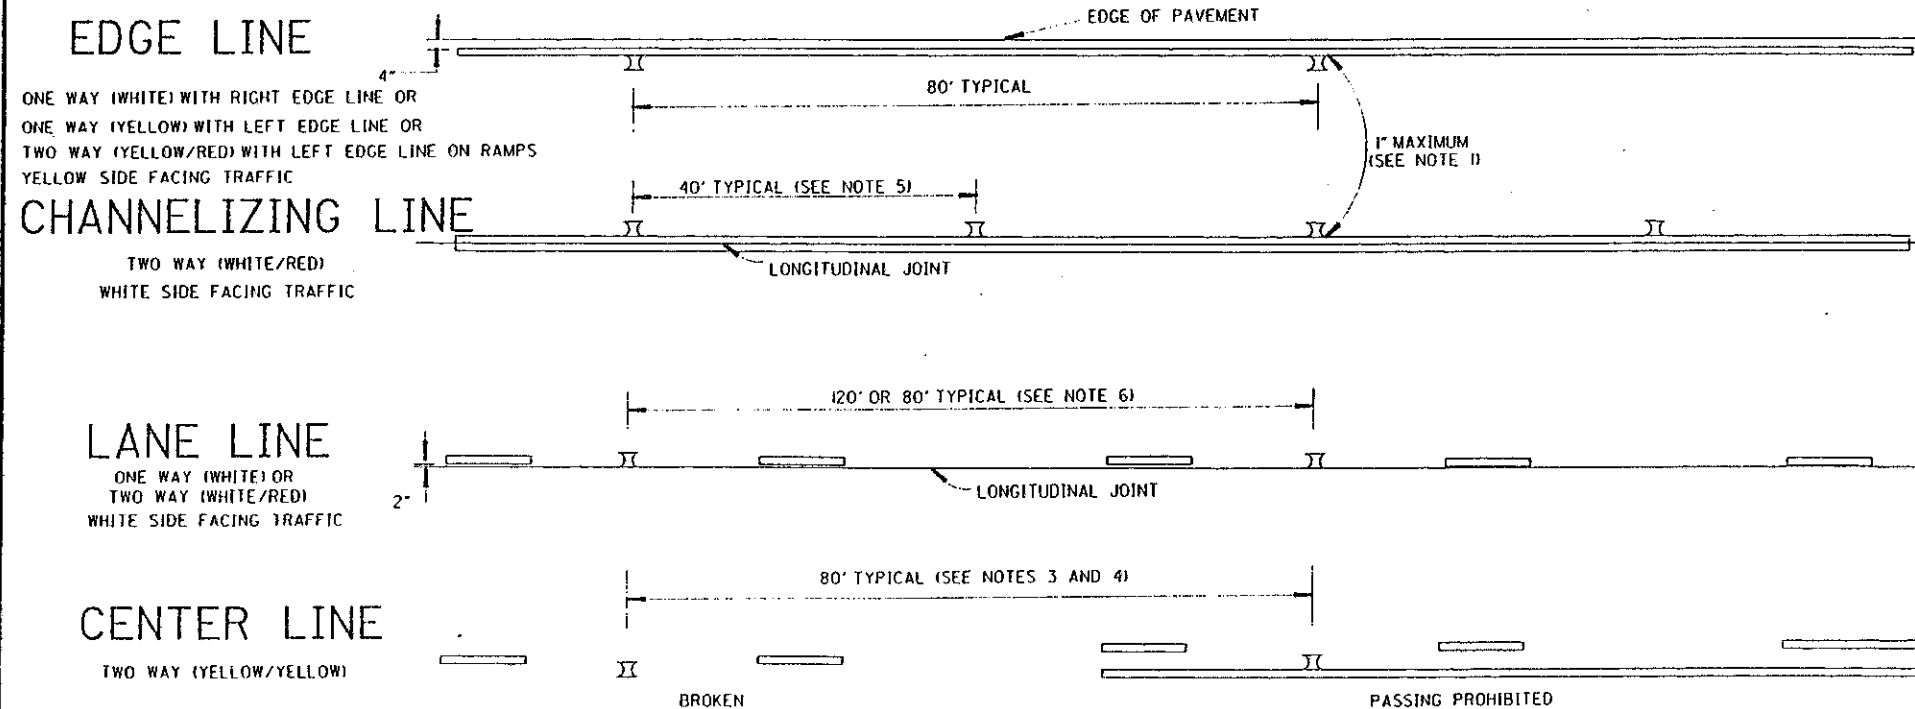 EDGE OF PAVEMENT
EDGE LINE
4"
80' TYPICAL
ONE WAY (WHITE) WITH RIGHT EDGE LINE OR
ONE WAY (YELLOW) WITH LEFT EDGE LINE OR
TWO WAY (YELLOW/RED) WITH LEFT EDGE LINE ON RAMPS
YELLOW SIDE FACING TRAFFIC
1" MAXIMUM
(SEE NOTE 1)
40' TYPICAL (SEE NOTE 5)
CHANNELIZING LINE
TWO WAY (WHITE/RED)
WHITE SIDE FACING TRAFFIC
LONGITUDINAL JOINT
120' OR 80' TYPICAL (SEE NOTE 6)
LANE LINE
ONE WAY (WHITE) OR
TWO WAY (WHITE/RED)
WHITE SIDE FACING TRAFFIC
2"
LONGITUDINAL JOINT
80' TYPICAL (SEE NOTES 3 AND 4)
CENTER LINE
TWO WAY (YELLOW/YELLOW)
BROKEN
PASSING PROHIBITED